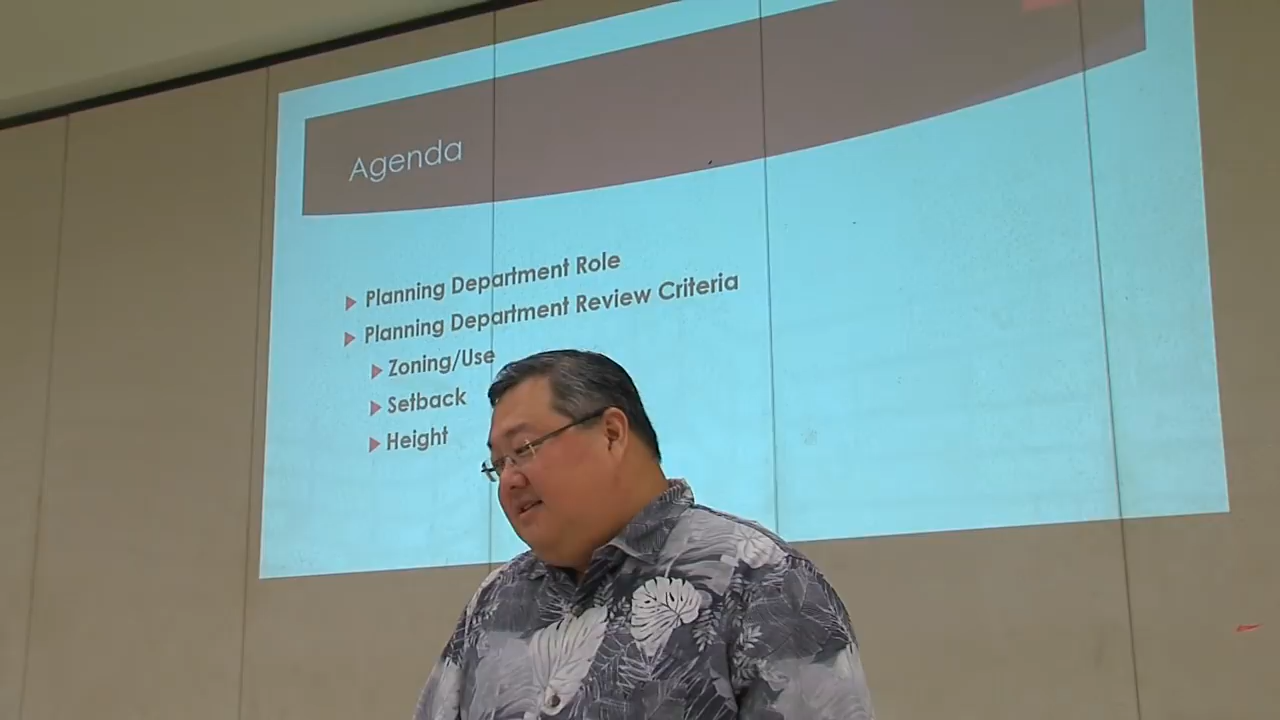 Agenda
Planning Department Role
Planning Department Review Criteria
Zoning/Use
Setback
Height